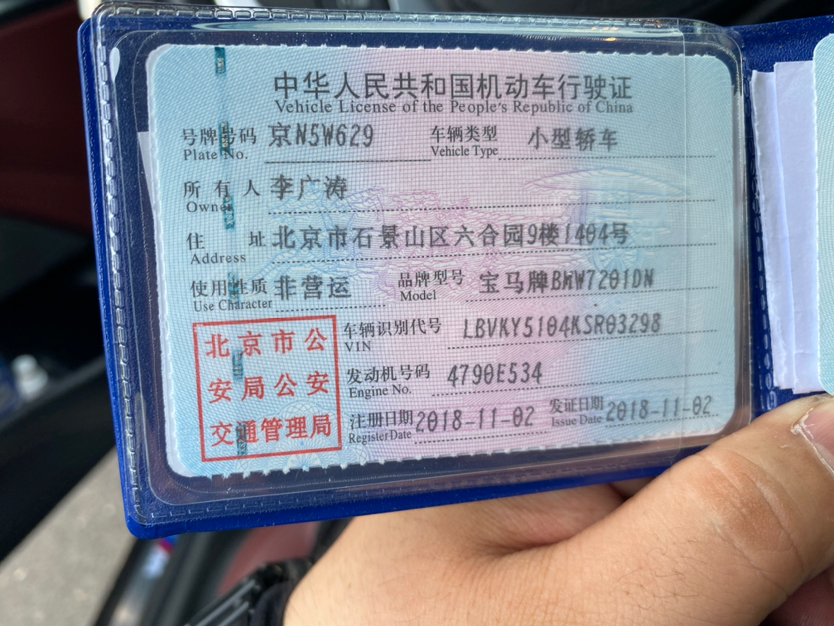 中华人民共和国机动车行驶证
Vehicle License of the People's Republic of China
号牌号码 京N5W629 车辆类型 小型轿车
Plate No. Vehicle Type
所有人 李广涛
Owner
住址 北京市石景山区六合园9楼1404号
Address
使用性质 非营运 品牌型号 宝马牌BMW7201DN
Use Character Model
北京市公
安局公安
交通管理局
车辆识别代号 LBVKY5104KSR03298
VIN
发动机号码 4790E534
Engine No.
注册日期 2018-11-02 发证日期 2018-11-02
Register Date Issue Date